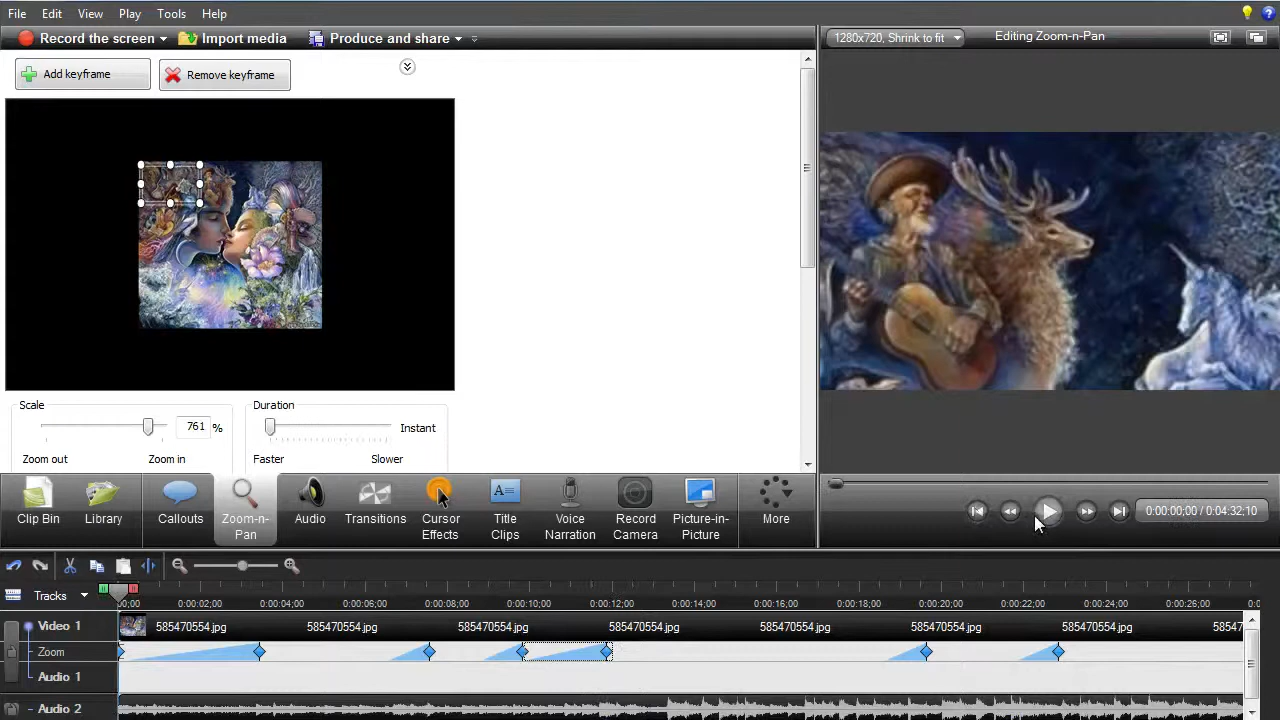 File Edit View Play Tools Help
Record the screen Import media Produce and share 1280x720, Shrink to fit Editing Zoom-n-Pan
Add keyframe Remove keyframe
Scale Duration
761 % Instant
Zoom out Zoom in Faster Slower
Clip Bin Library Callouts Zoom-n-Pan Audio Transitions Cursor Effects Title Clips Voice Narration Record Camera Picture-in-Picture More
0:00:00;00 / 0:04:32;10
Tracks 00;00 0:00:02;00 0:00:04;00 0:00:06;00 0:00:08;00 0:00:10;00 0:00:12;00 0:00:14;00 0:00:16;00 0:00:18;00 0:00:20;00 0:00:22;00 0:00:24;00 0:00:26;00
Video 1 585470554.jpg 585470554.jpg 585470554.jpg 585470554.jpg 585470554.jpg 585470554.jpg 585470554.jpg 58547
Zoom
Audio 1
Audio 2